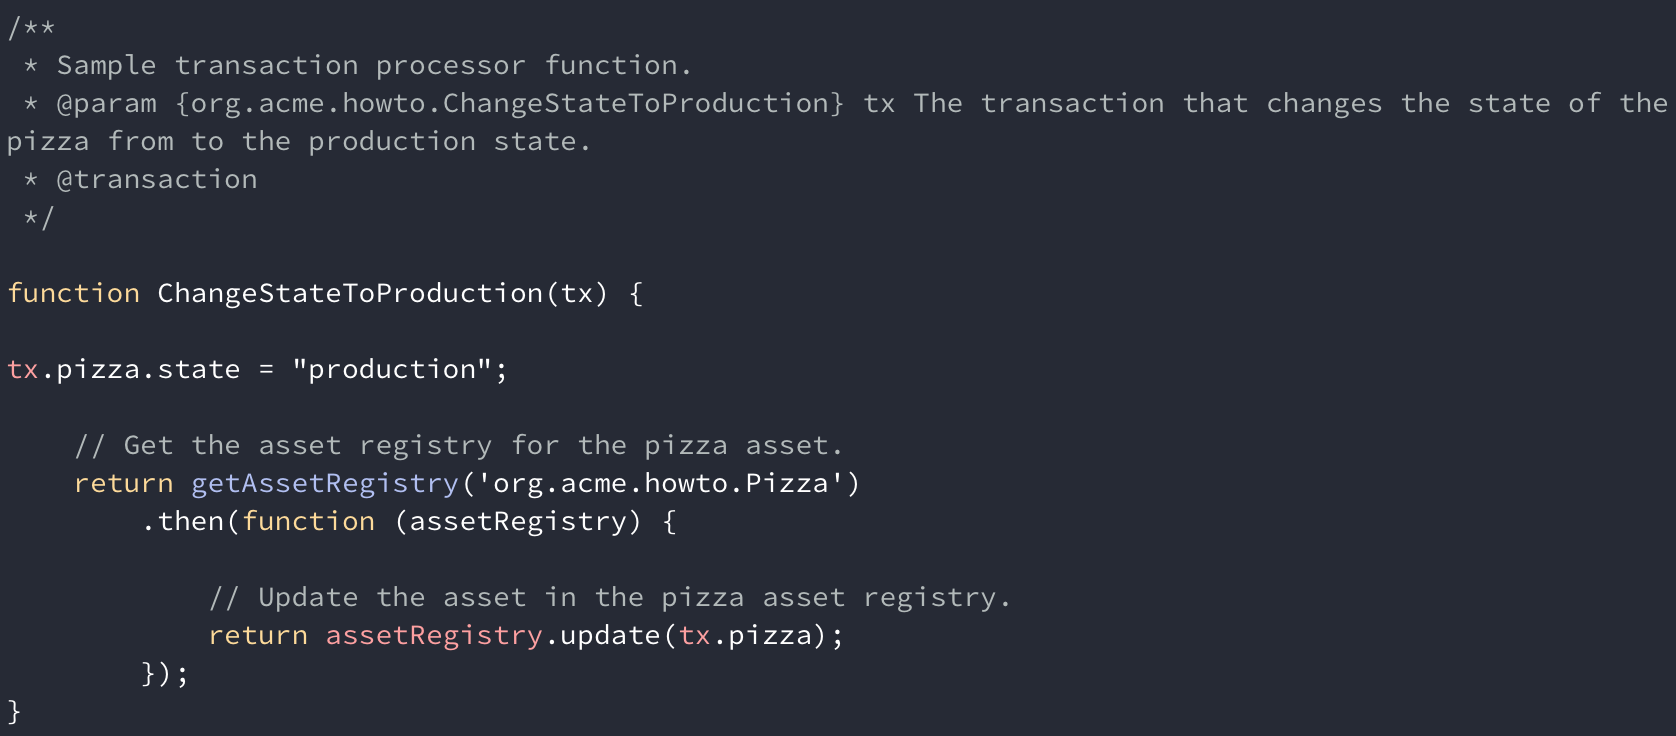 /**
 * Sample transaction processor function.
 * @param {org.acme.howto.ChangeStateToProduction} tx The transaction that changes the state of the
pizza from to the production state.
 * @transaction
 */
function ChangeStateToProduction(tx) {
tx.pizza.state = "production";
    // Get the asset registry for the pizza asset.
    return getAssetRegistry('org.acme.howto.Pizza')
        .then(function (assetRegistry) {
            // Update the asset in the pizza asset registry.
            return assetRegistry.update(tx.pizza);
        });
}